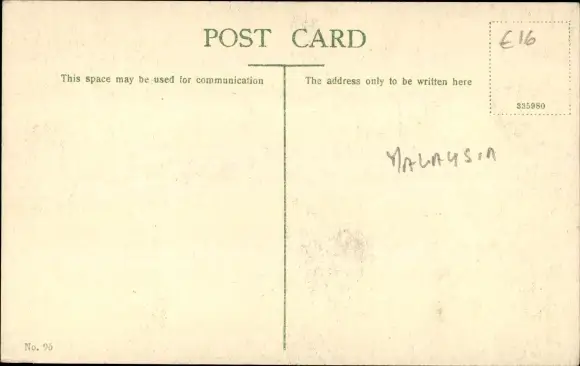 POST CARD
This space may be used for communication
The address only to be written here
£16
335980
MALAYSIA
No. 96